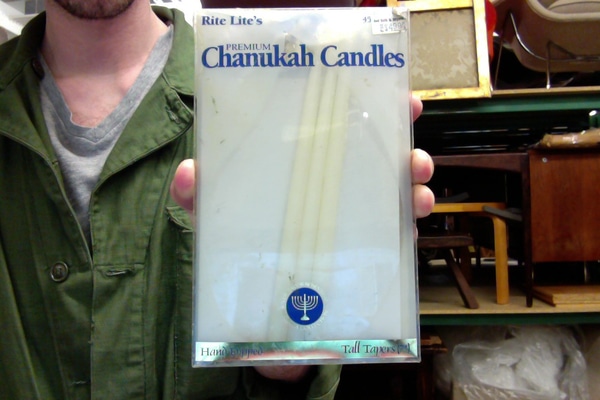 Rite Lite's
PREMIUM
Chanukah Candles
Hand Dipped
Tall Tapers